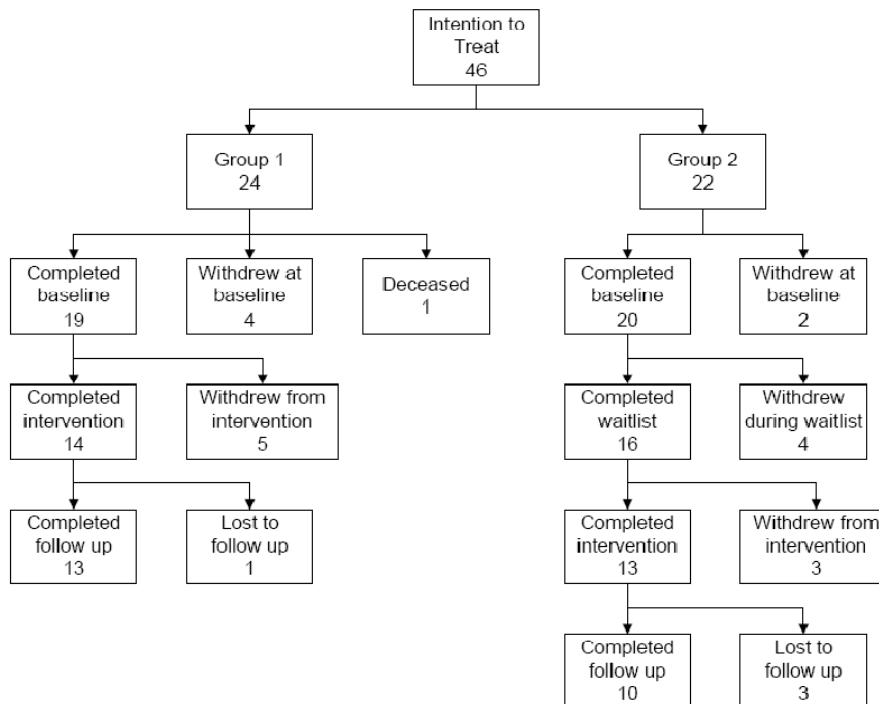 Intention to
Treat
46
Group 1
24
Group 2
22
Completed
baseline
19
Withdrew at
baseline
4
Deceased
1
Completed
baseline
20
Withdrew at
baseline
2
Completed
intervention
14
Withdrew from
intervention
5
Completed
waitlist
16
Withdrew
during waitlist
4
Completed
follow up
13
Lost to
follow up
1
Completed
intervention
13
Withdrew from
intervention
3
Completed
follow up
10
Lost to
follow up
3